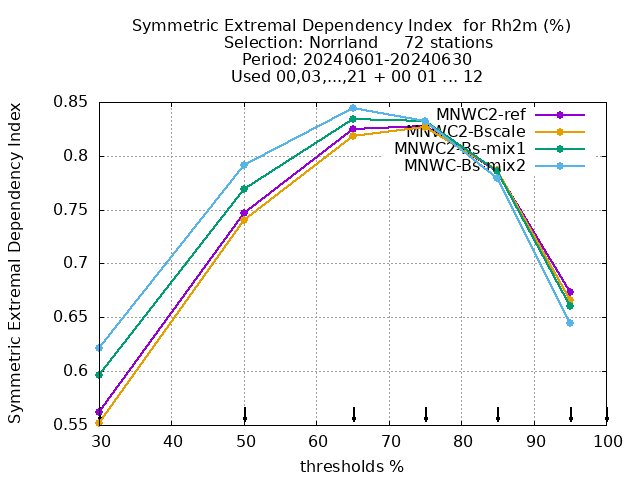 Symmetric Extremal Dependency Index  for Rh2m (%)
Selection: Norrland     72 stations
Period: 20240601-20240630
Used 00,03,...,21 + 00 01 ... 12
Symmetric Extremal Dependency Index
0.85
0.8
0.75
0.7
0.65
0.6
0.55
MNWC2-ref
MNWC2-Bscale
MNWC2-Bs-mix1
MNWC-Bs-mix2
30 40 50 60 70 80 90 100
thresholds %